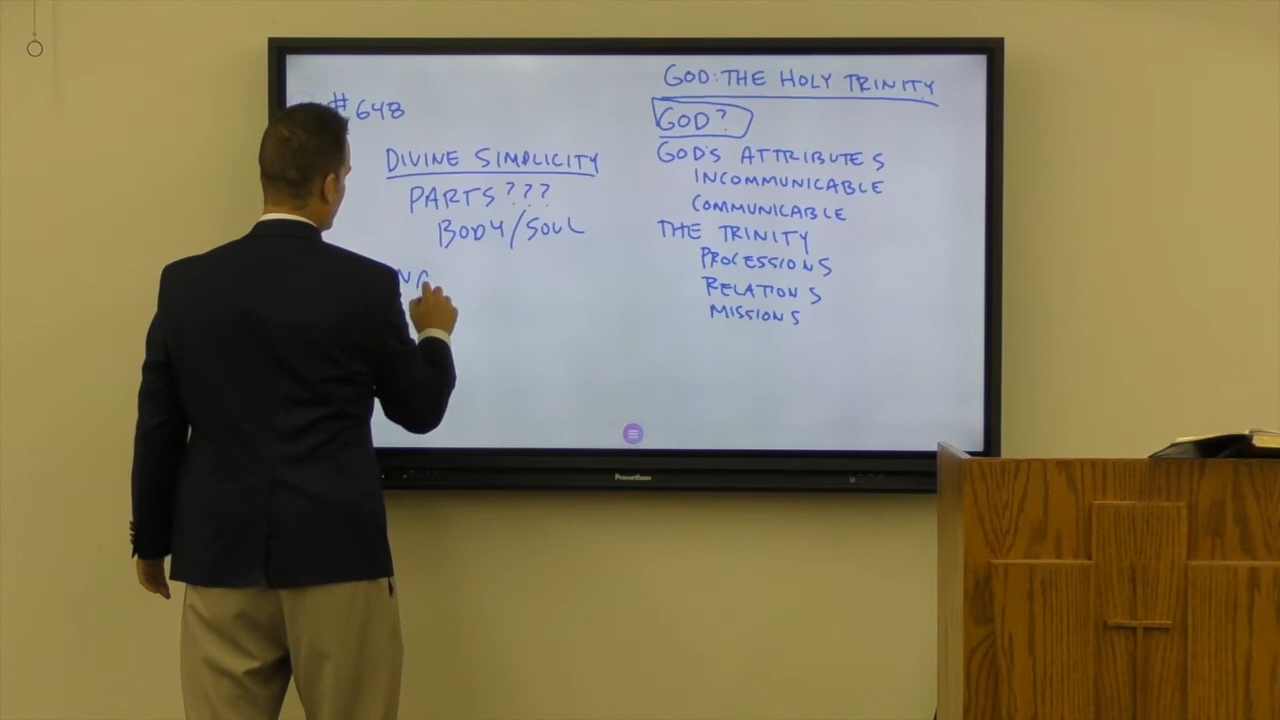 #648
DIVINE SIMPLICITY
PARTS???
BODY/SOUL
GOD: THE HOLY TRINITY
GOD?
GOD'S ATTRIBUTES
INCOMMUNICABLE
COMMUNICABLE
THE TRINITY
PROCESSIONS
RELATIONS
MISSIONS
Promethean